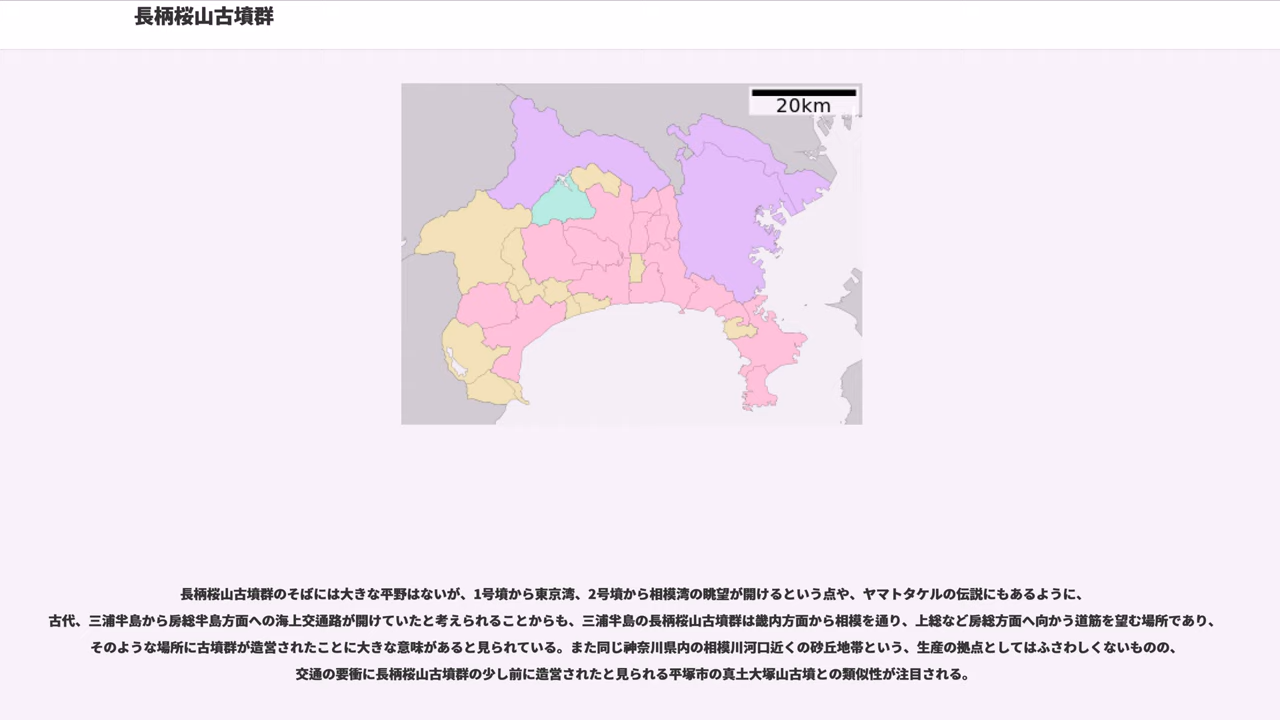 長柄桜山古墳群
20km
長柄桜山古墳群のそばには大きな平野はないが、1号墳から東京湾、2号墳から相模湾の眺望が開けるという点や、ヤマトタケルの伝説にもあるように、
古代、三浦半島から房総半島方面への海上交通路が開けていたと考えられることからも、三浦半島の長柄桜山古墳群は畿内方面から相模を通り、上総など房総方面へ向かう道筋を望む場所であり、
そのような場所に古墳群が造営されたことに大きな意味があると見られている。また同じ神奈川県内の相模川河口近くの砂丘地帯という、生産の拠点としてはふさわしくないものの、
交通の要衝に長柄桜山古墳群の少し前に造営されたと見られる平塚市の真土大塚山古墳との類似性が注目される。